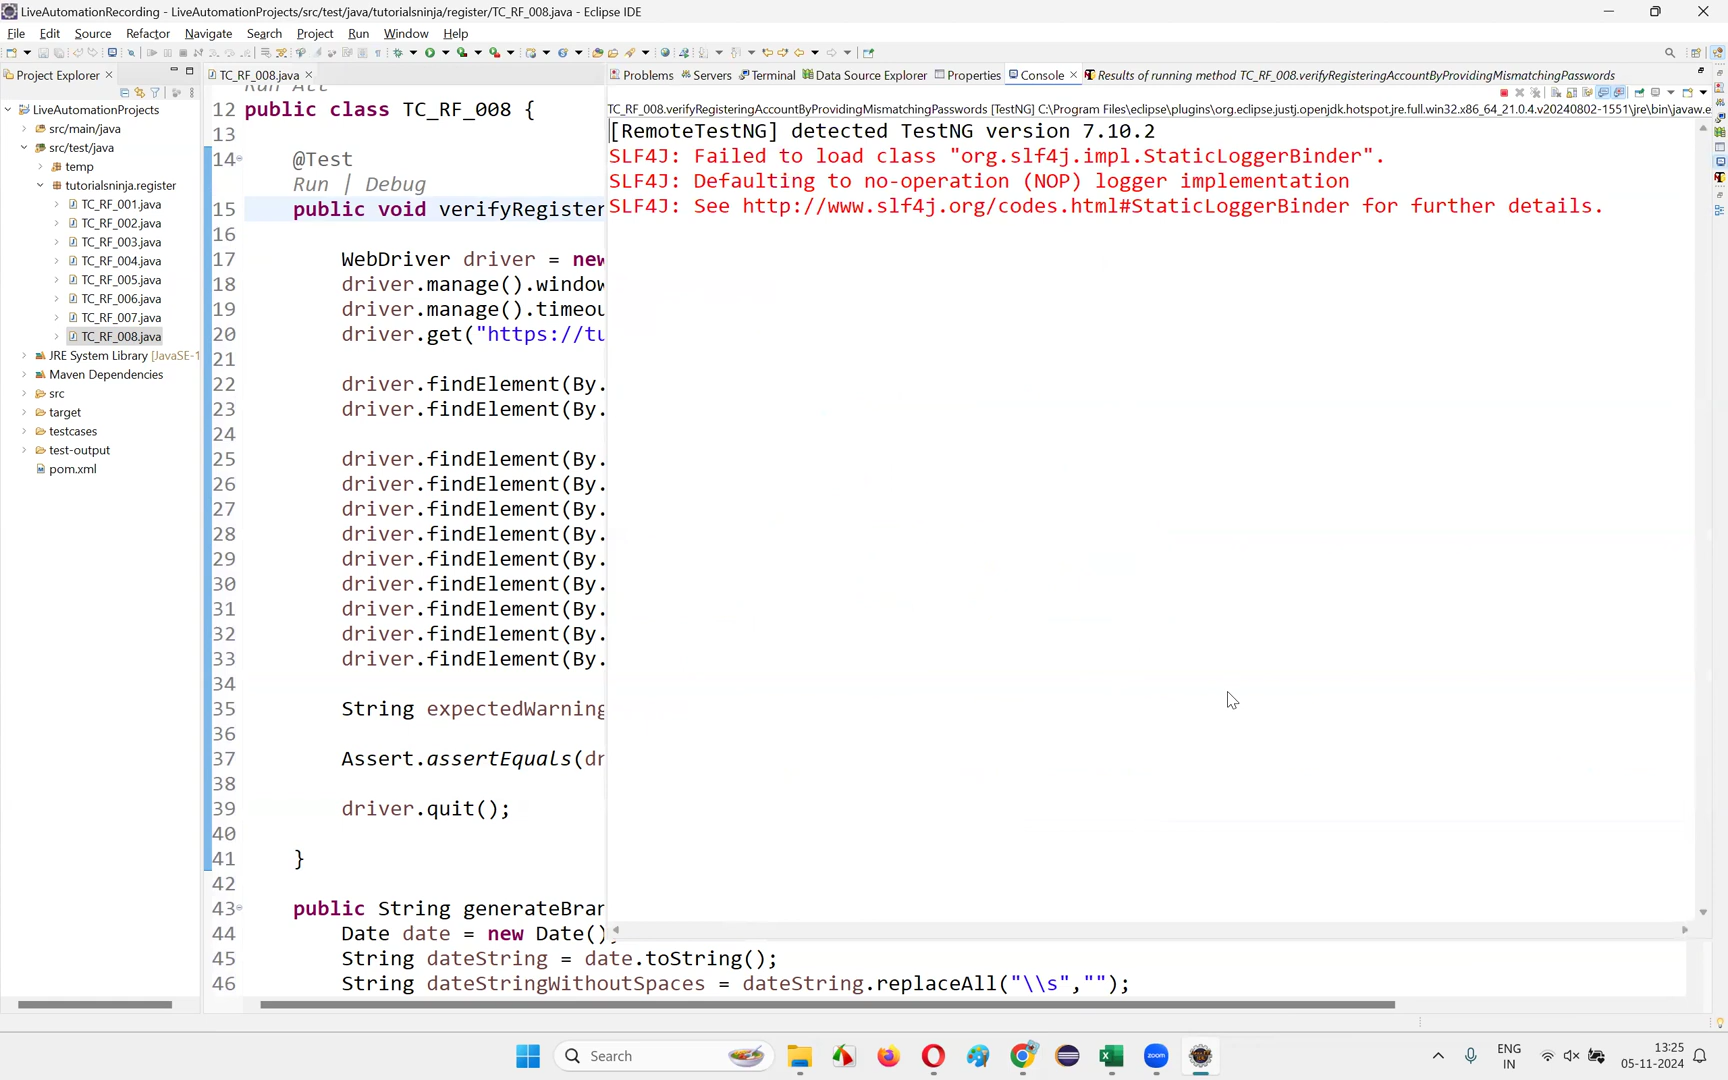 LiveAutomationRecording - LiveAutomationProjects/src/test/java/tutorialsninja/register/TC_RF_008.java - Eclipse IDE
File Edit Source Refactor Navigate Search Project Run Window Help
Project Explorer
TC_RF_008.java
Problems Servers Terminal Data Source Explorer Properties Console Results of running method TC_RF_008.verifyRegisteringAccountByProvidingMismatchingPasswords
LiveAutomationProjects
src/main/java
src/test/java
temp
tutorialsninja.register
TC_RF_001.java
TC_RF_002.java
TC_RF_003.java
TC_RF_004.java
TC_RF_005.java
TC_RF_006.java
TC_RF_007.java
TC_RF_008.java
JRE System Library [JavaSE-1
Maven Dependencies
src
target
testcases
test-output
pom.xml
Run All
12 public class TC_RF_008 {
13
14 @Test
Run | Debug
15 public void verifyRegister
16
17 WebDriver driver = new
18 driver.manage().window
19 driver.manage().timeou
20 driver.get("https://tu
21
22 driver.findElement(By.
23 driver.findElement(By.
24
25 driver.findElement(By.
26 driver.findElement(By.
27 driver.findElement(By.
28 driver.findElement(By.
29 driver.findElement(By.
30 driver.findElement(By.
31 driver.findElement(By.
32 driver.findElement(By.
33 driver.findElement(By.
34
35 String expectedWarning
36
37 Assert.assertEquals(dr
38
39 driver.quit();
40
41 }
42
43 public String generateBran
44 Date date = new Date();
45 String dateString = date.toString();
46 String dateStringWithoutSpaces = dateString.replaceAll("\\s","");
TC_RF_008.verifyRegisteringAccountByProvidingMismatchingPasswords [TestNG] C:\Program Files\eclipse\plugins\org.eclipse.justj.openjdk.hotspot.jre.full.win32.x86_64_21.0.4.v20240802-1551\jre\bin\javaw.e
[RemoteTestNG] detected TestNG version 7.10.2
SLF4J: Failed to load class "org.slf4j.impl.StaticLoggerBinder".
SLF4J: Defaulting to no-operation (NOP) logger implementation
SLF4J: See http://www.slf4j.org/codes.html#StaticLoggerBinder for further details.
Search
zoom
ENG
IN
13:25
05-11-2024